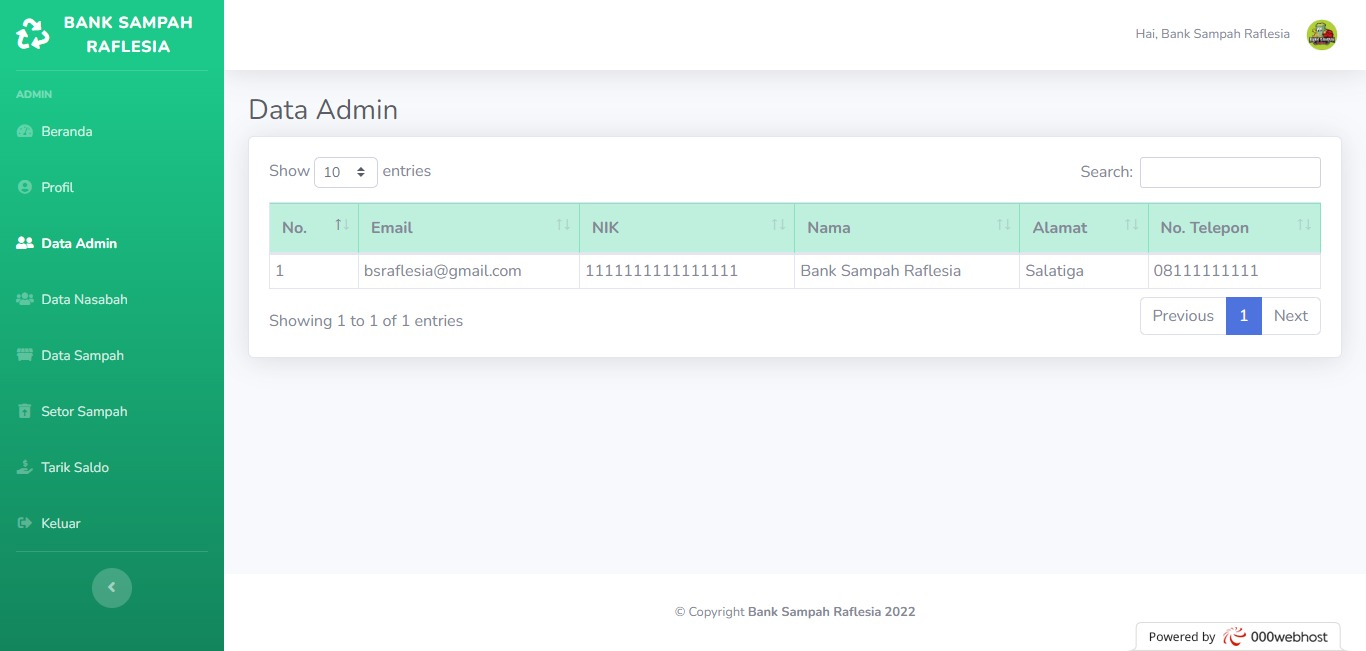 BANK SAMPAH
RAFLESIA
Hai, Bank Sampah Raflesia
ADMIN
Beranda
Profil
Data Admin
Data Nasabah
Data Sampah
Setor Sampah
Tarik Saldo
Keluar
Data Admin
Show 10 entries
Search:
No. Email NIK Nama Alamat No. Telepon
1 bsraflesia@gmail.com 1111111111111111 Bank Sampah Raflesia Salatiga 08111111111
Showing 1 to 1 of 1 entries
Previous 1 Next
© Copyright Bank Sampah Raflesia 2022
Powered by 000webhost